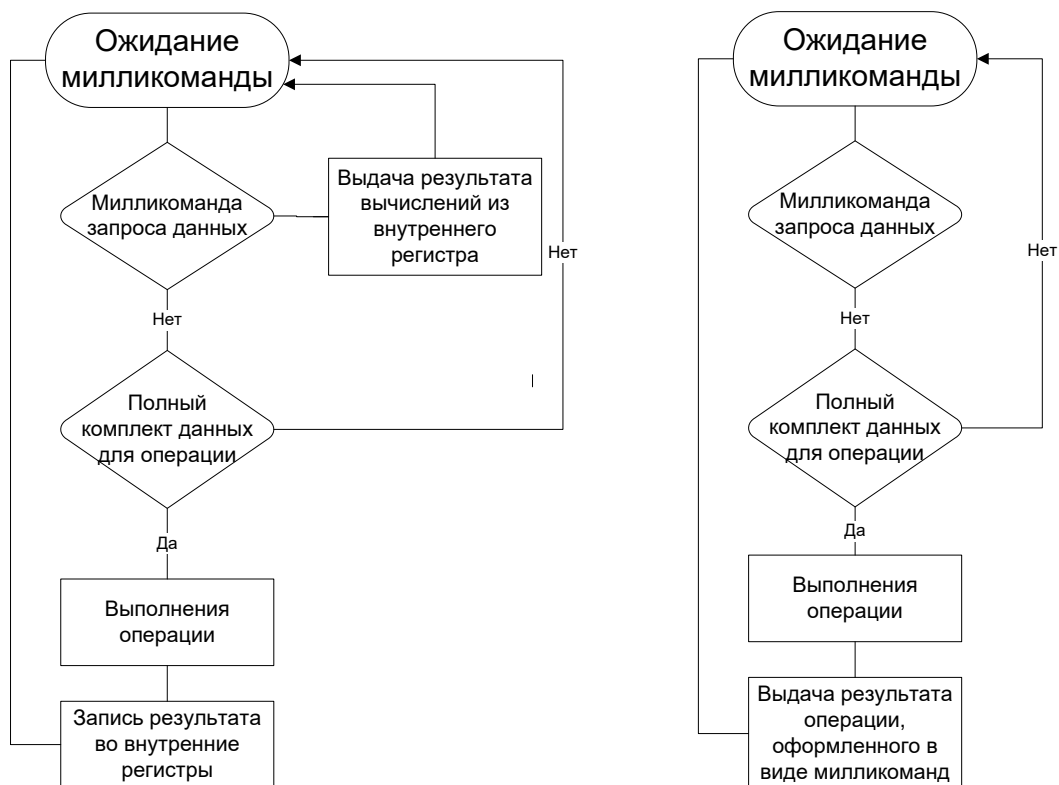 Ожидание
милликоманды
Милликоманда
запроса данных
Выдача результата
вычислений из
внутреннего
регистра
Нет
Нет
Полный
комплект данных
для операции
Да
Выполнения
операции
Запись результата
во внутренние
регистры
Ожидание
милликоманды
Милликоманда
запроса данных
Нет
Нет
Полный
комплект данных
для операции
Да
Выполнения
операции
Выдача результата
операции,
оформленного в
виде милликоманд